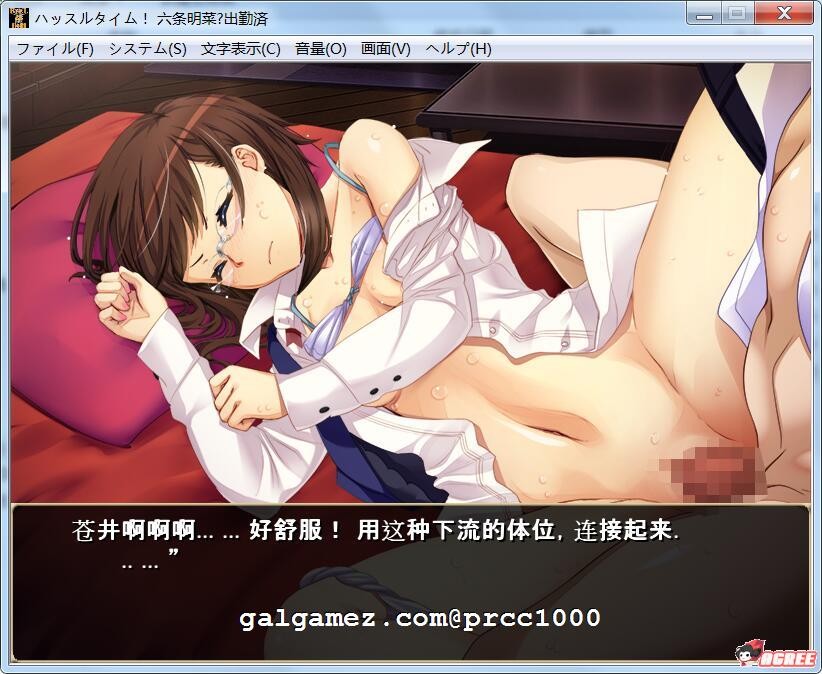 ハッスルタイム！ 六条明菜?出勤済
ファイル(F) システム(S) 文字表示(C) 音量(O) 画面(V) ヘルプ(H)
苍井啊啊啊... ... 好舒服！ 用这种下流的体位, 连接起来.
.. ... ”
galgamez.com@prcc1000
AGREE